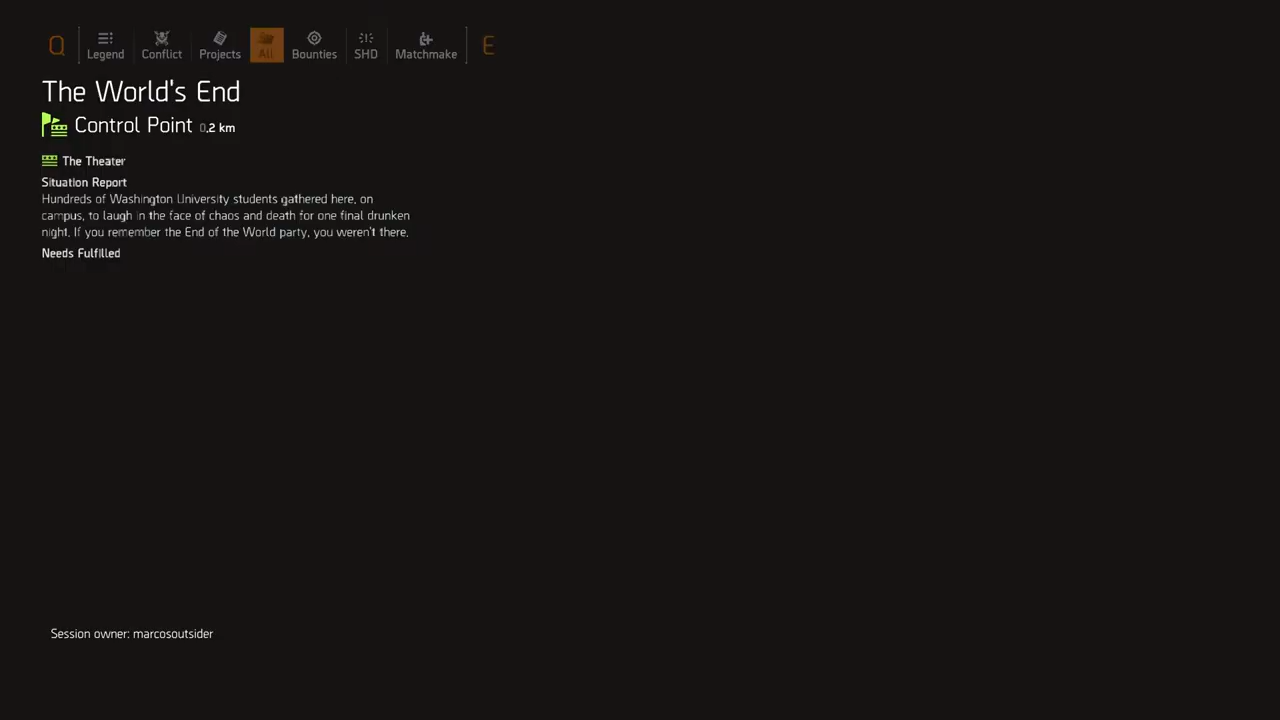 Q Legend Conflict Projects All Bounties SHD Matchmake E
The World's End
Control Point 0.2 km
The Theater
Situation Report
Hundreds of Washington University students gathered here, on
campus, to laugh in the face of chaos and death for one final drunken
night. If you remember the End of the World party, you weren't there.
Needs Fulfilled
Session owner: marcosoutsider